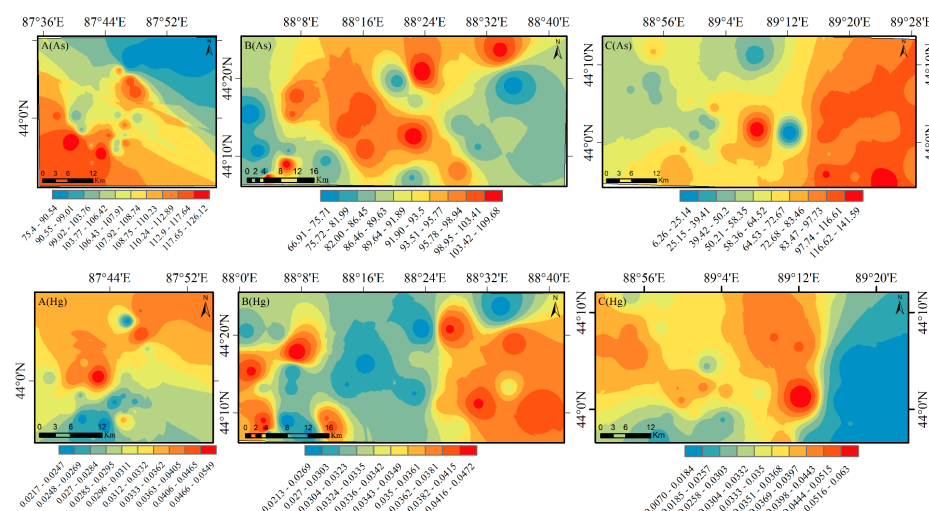 87°36'E 87°44'E 87°52'E
88°8'E 88°16'E 88°24'E 88°32'E 88°40'E
88°56'E 89°4'E 89°12'E 89°20'E 89°28'E
A(As)
N
44°0'N
0 3 6 12
Km
75.4 - 90.54
90.55 - 99.01
99.02 - 103.76
103.77 - 106.42
106.43 - 107.91
107.92 - 108.74
108.75 - 110.23
110.24 - 112.89
112.9 - 117.64
117.65 - 126.12
B(As)
N
44°20'N
44°10'N
0 2 4 8 12 16
Km
66.91 - 75.71
75.72 - 81.99
82.00 - 86.45
86.46 - 89.63
89.64 - 91.89
91.90 - 93.5
93.51 - 95.77
95.78 - 98.94
98.95 - 103.41
103.42 - 109.68
C(As)
N
44°10'N
44°0'N
44°10'N
44°0'N
0 3 6 12
Km
6.26 - 25.14
25.15 - 39.41
39.42 - 50.2
50.21 - 58.35
58.36 - 64.52
64.53 - 72.67
72.68 - 83.46
83.47 - 97.73
97.74 - 116.61
116.62 - 141.59
87°44'E 87°52'E
88°0'E 88°8'E 88°16'E 88°24'E 88°32'E 88°40'E
88°56'E 89°4'E 89°12'E 89°20'E
A(Hg)
N
44°0'N
0 3 6 12
Km
0.0217 - 0.0247
0.0248 - 0.0269
0.027 - 0.0284
0.0285 - 0.0295
0.0296 - 0.0311
0.0312 - 0.0332
0.0333 - 0.0362
0.0363 - 0.0405
0.0406 - 0.0465
0.0466 - 0.0549
B(Hg)
N
44°20'N
44°10'N
0 2 4 8 12 16
Km
0.0213 - 0.0269
0.027 - 0.0303
0.0304 - 0.0323
0.0324 - 0.0335
0.0336 - 0.0342
0.0343 - 0.0349
0.035 - 0.0361
0.0362 - 0.0381
0.0382 - 0.0415
0.0416 - 0.0472
C(Hg)
N
44°10'N
44°0'N
44°10'N
44°0'N
0 3 6 12
Km
0.0070 - 0.0184
0.0185 - 0.0257
0.0258 - 0.0303
0.0304 - 0.0332
0.0333 - 0.035
0.0351 - 0.0368
0.0369 - 0.0397
0.0398 - 0.0443
0.0444 - 0.0515
0.0516 - 0.063